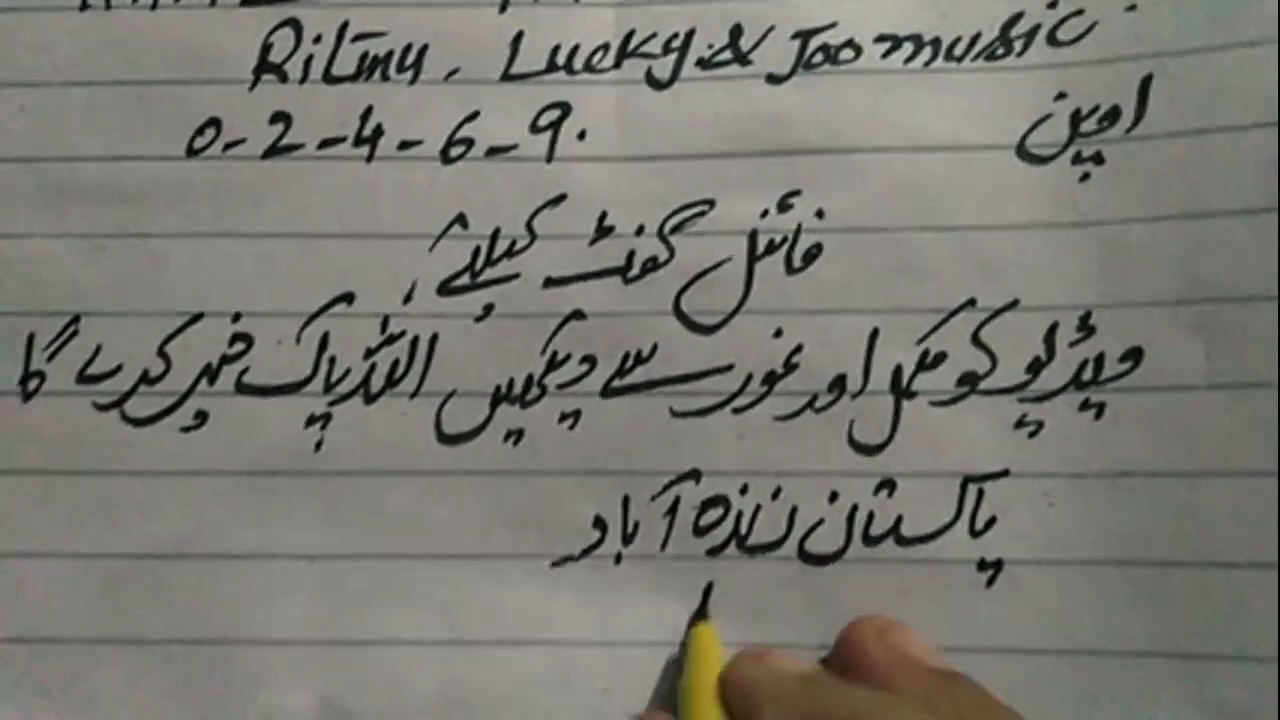 Ritmu. Lucky & Joo music.
0-2-4-6-9. اوپن
فائنل گفٹ کیلئے
ویڈیو کو مکمل اور غور سے دیکھیں اللہ پاک خیر کرے گا
پاکستان زندہ آباد